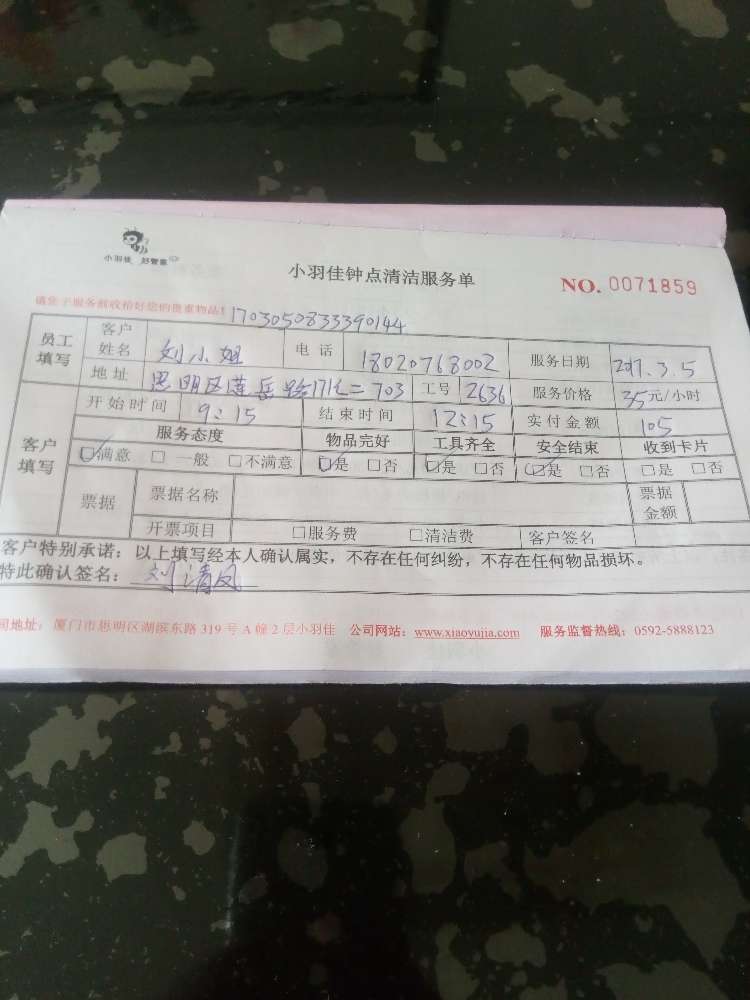 小羽佳 好管家
小羽佳钟点清洁服务单
NO. 0071859
请您于服务前收拾好您的贵重物品!
1703050833390144
员工填写 客户姓名 刘小姐 电话 18020768002 服务日期 2017.3.5
地址 思明区莲岳路171之二703 工号 2636 服务价格 35元/小时
客户填写 开始时间 9:15 结束时间 12:15 实付金额 105
服务态度 物品完好 工具齐全 安全结束 收到卡片
☑满意 □一般 □不满意 ☑是 □否 ☑是 □否 ☑是 □否 □是 □否
票据 票据名称 票据金额
开票项目 □服务费 □清洁费 客户签名
客户特别承诺：以上填写经本人确认属实，不存在任何纠纷，不存在任何物品损坏。
特此确认签名：刘清凤
司地址：厦门市思明区湖滨东路 319 号 A 幢 2 层小羽佳 公司网站：www.xiaoyujia.com 服务监督热线：0592-5888123